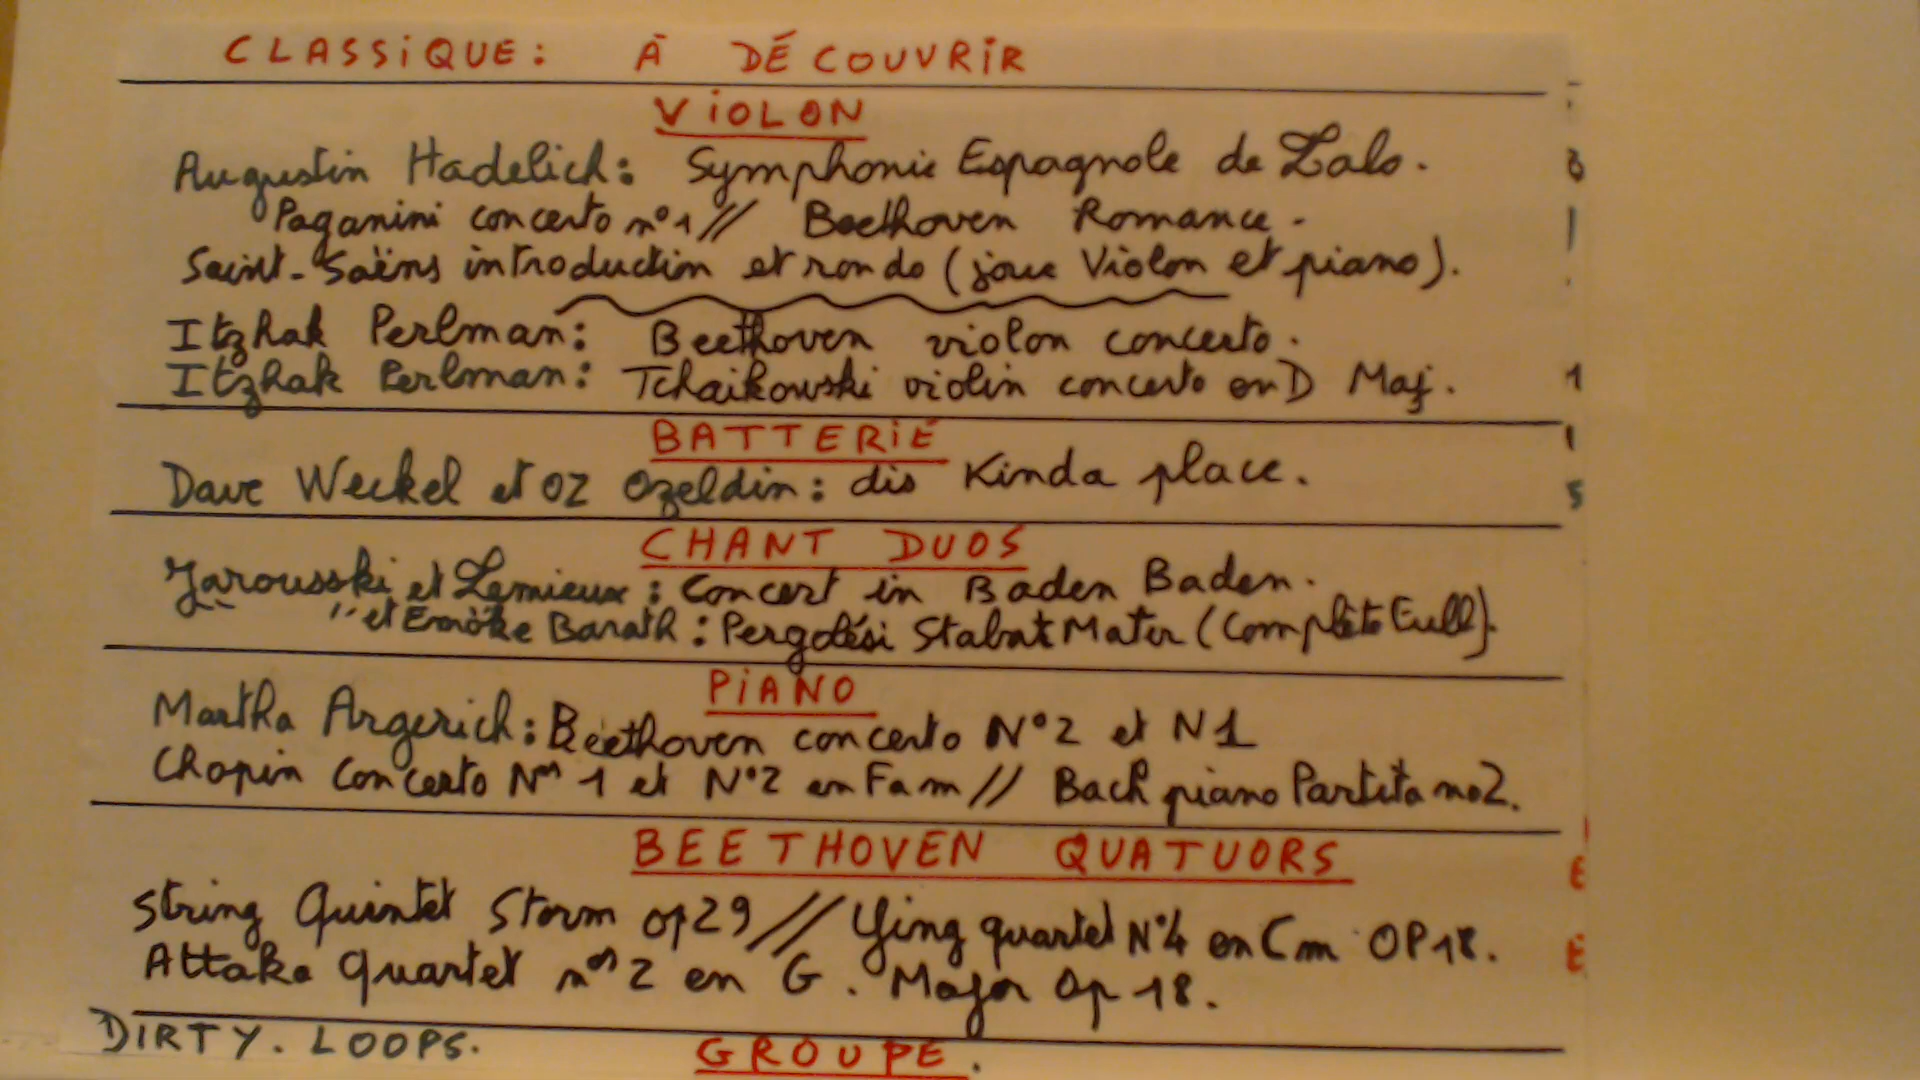 CLASSIQUE: À DÉCOUVRIR
VIOLON
Augustin Hadelich: Symphonie Espagnole de Lalo.
Paganini concerto n°1 // Beethoven Romance.
Saint-Saëns introduction et rondo (joue Violon et piano).
Itzhak Perlman: Beethoven violon concerto.
Itzhak Perlman: Tchaikowski violin concerto en D Maj.
BATTERIE
Dave Weckel et OZ Ozeldin: dis Kinda place.
CHANT DUOS
Jarousski et Lemieux: Concert in Baden Baden.
" et Emöke Barath: Pergolési Stabat Mater (Complète Full).
PIANO
Martha Argerich: Beethoven concerto N°2 et N1
Chopin Concerto N° 1 et N°2 en Fa m // Bach piano Partita no2.
BEETHOVEN QUATUORS
String Quintet Storm op29 // Ying quartet N°4 en Cm OP18.
Attaka Quartet n° 2 en G. Major Op 18.
DIRTY. LOOPS.
GROUPE.